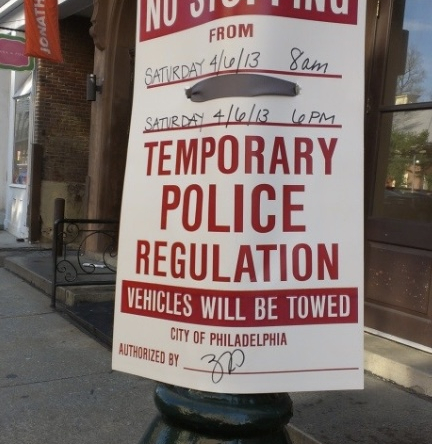 JONATH
NO STOPPING
FROM
SATURDAY 4/6/13 8am
SATURDAY 4/6/13 6PM
TEMPORARY
POLICE
REGULATION
VEHICLES WILL BE TOWED
CITY OF PHILADELPHIA
AUTHORIZED BY